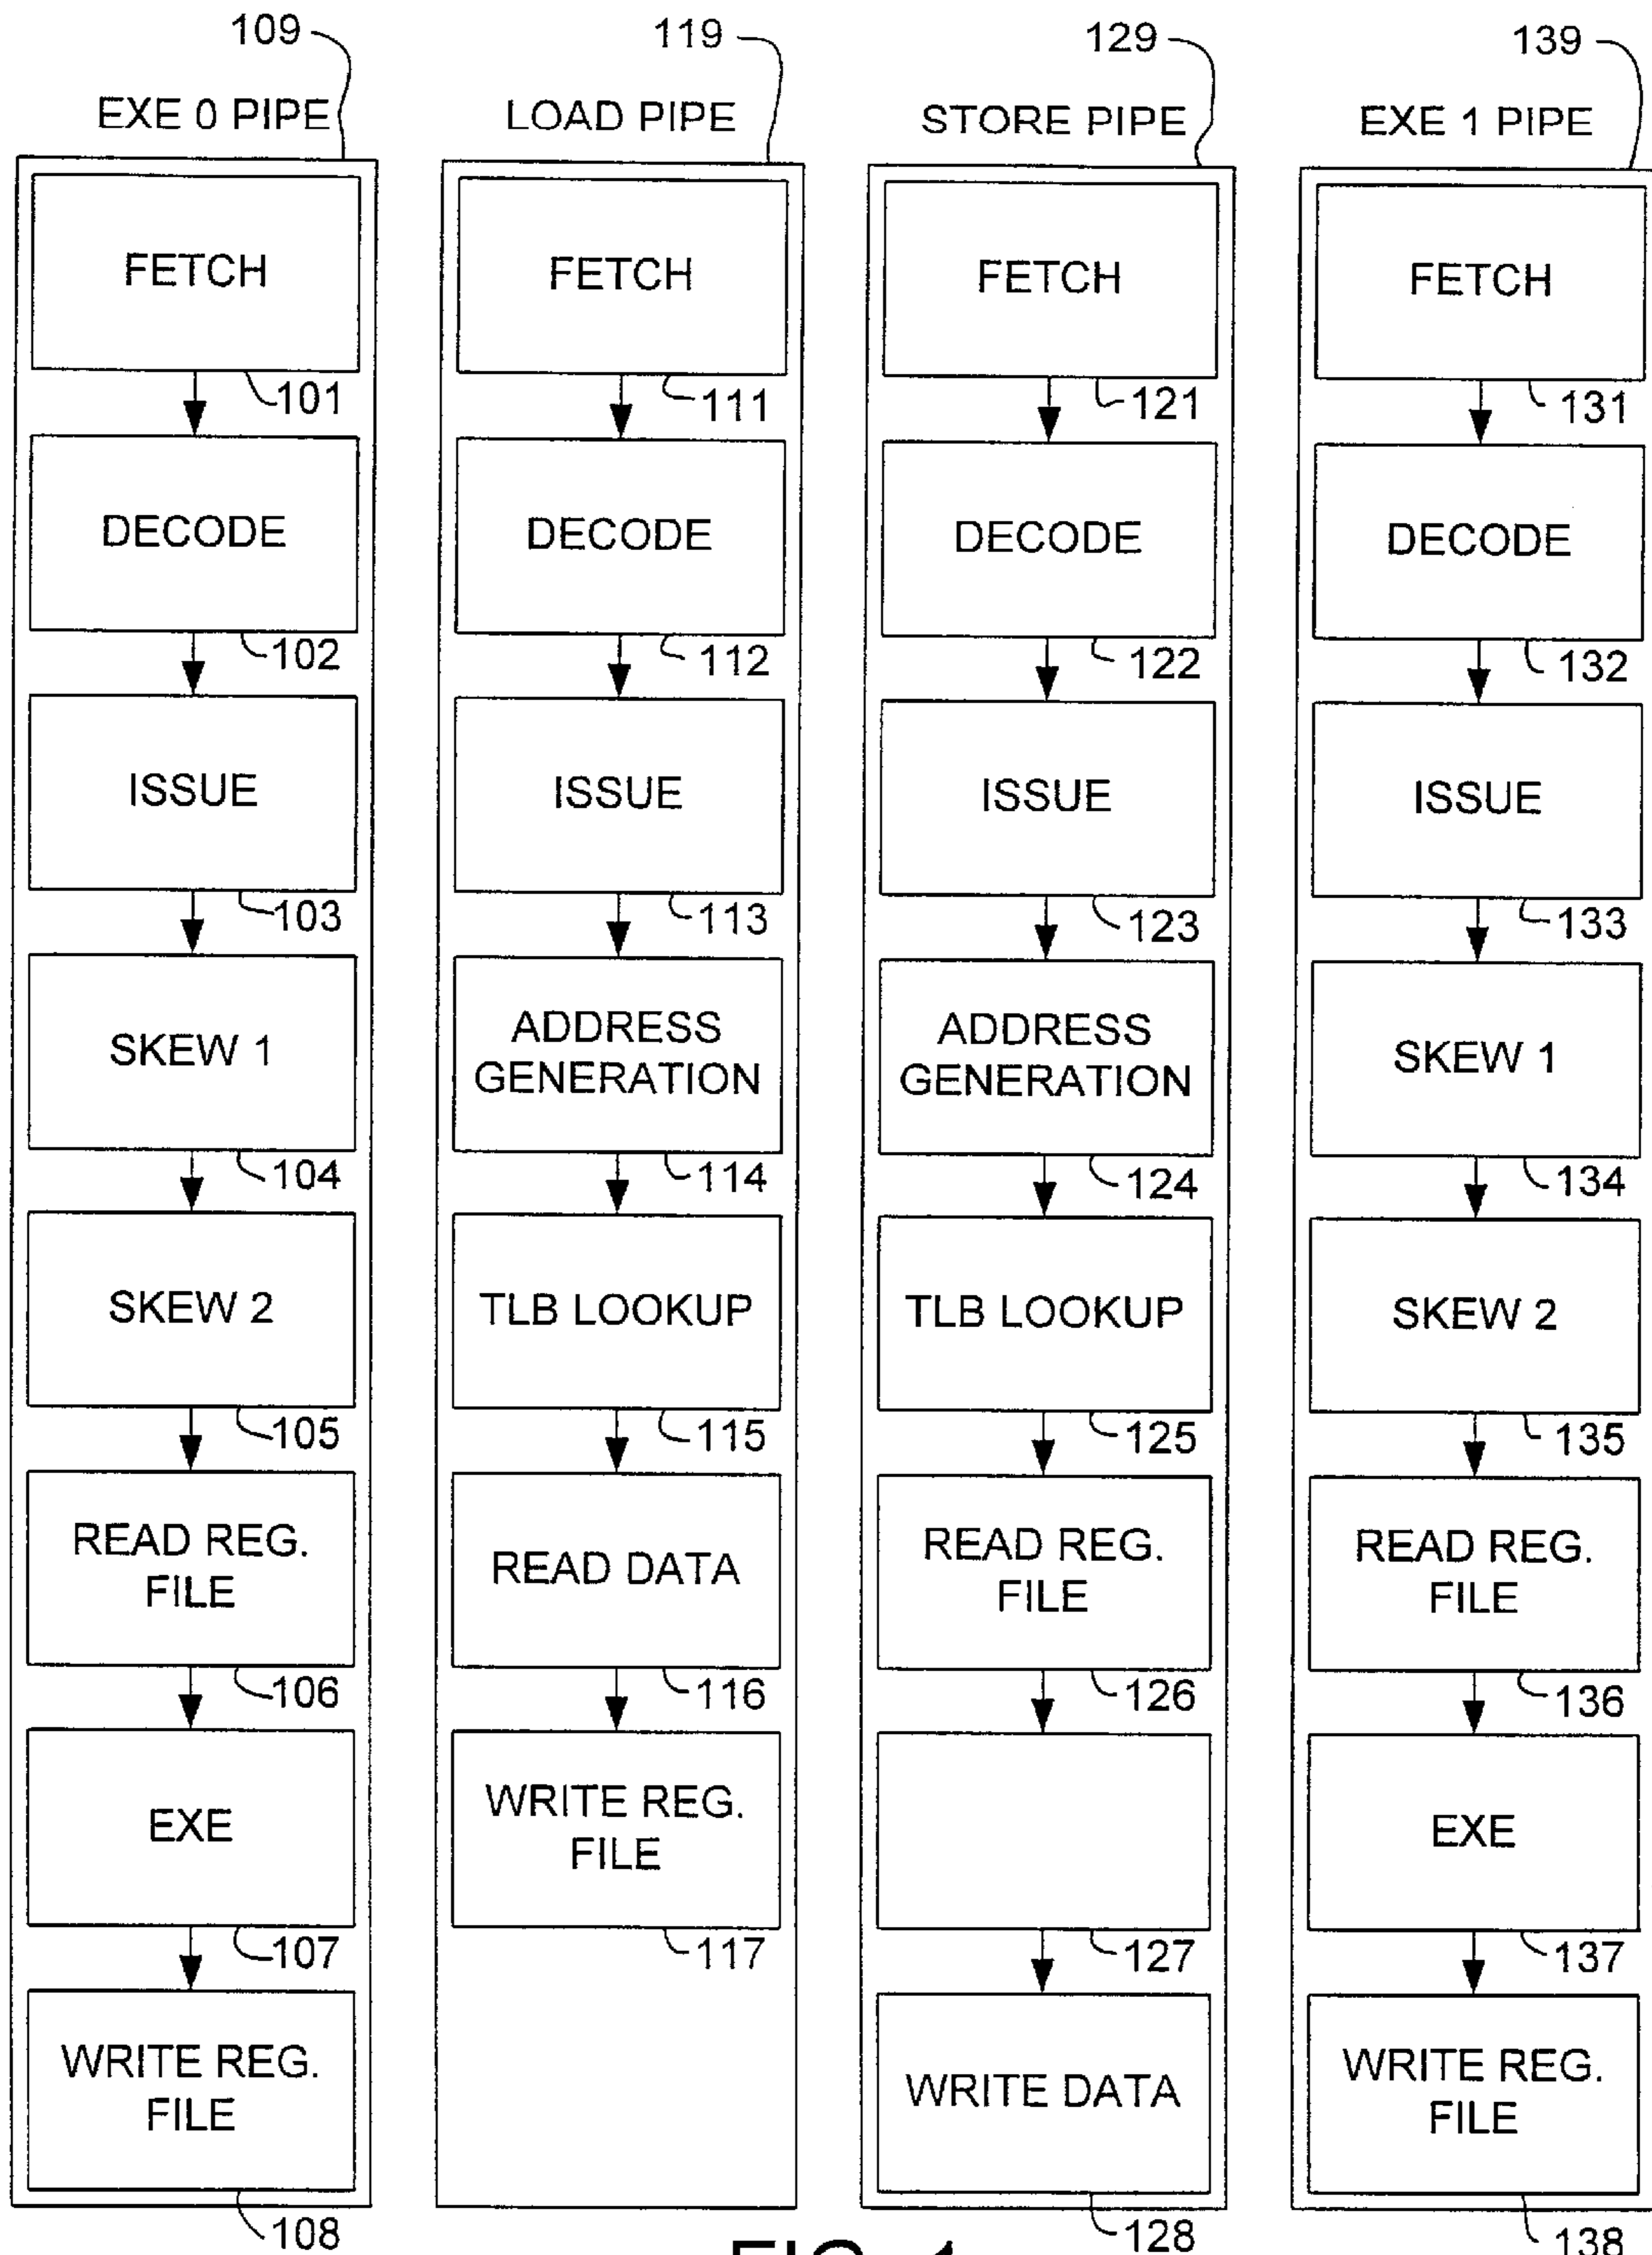 109
119
129
139
EXE 0 PIPE
LOAD PIPE
STORE PIPE
EXE 1 PIPE
FETCH
101
DECODE
102
ISSUE
103
SKEW 1
104
SKEW 2
105
READ REG.
FILE
106
EXE
107
WRITE REG.
FILE
108
FETCH
111
DECODE
112
ISSUE
113
ADDRESS
GENERATION
114
TLB LOOKUP
115
READ DATA
116
WRITE REG.
FILE
117
FETCH
121
DECODE
122
ISSUE
123
ADDRESS
GENERATION
124
TLB LOOKUP
125
READ REG.
FILE
126
127
WRITE DATA
128
FETCH
131
DECODE
132
ISSUE
133
SKEW 1
134
SKEW 2
135
READ REG.
FILE
136
EXE
137
WRITE REG.
FILE
138
FIG. 1